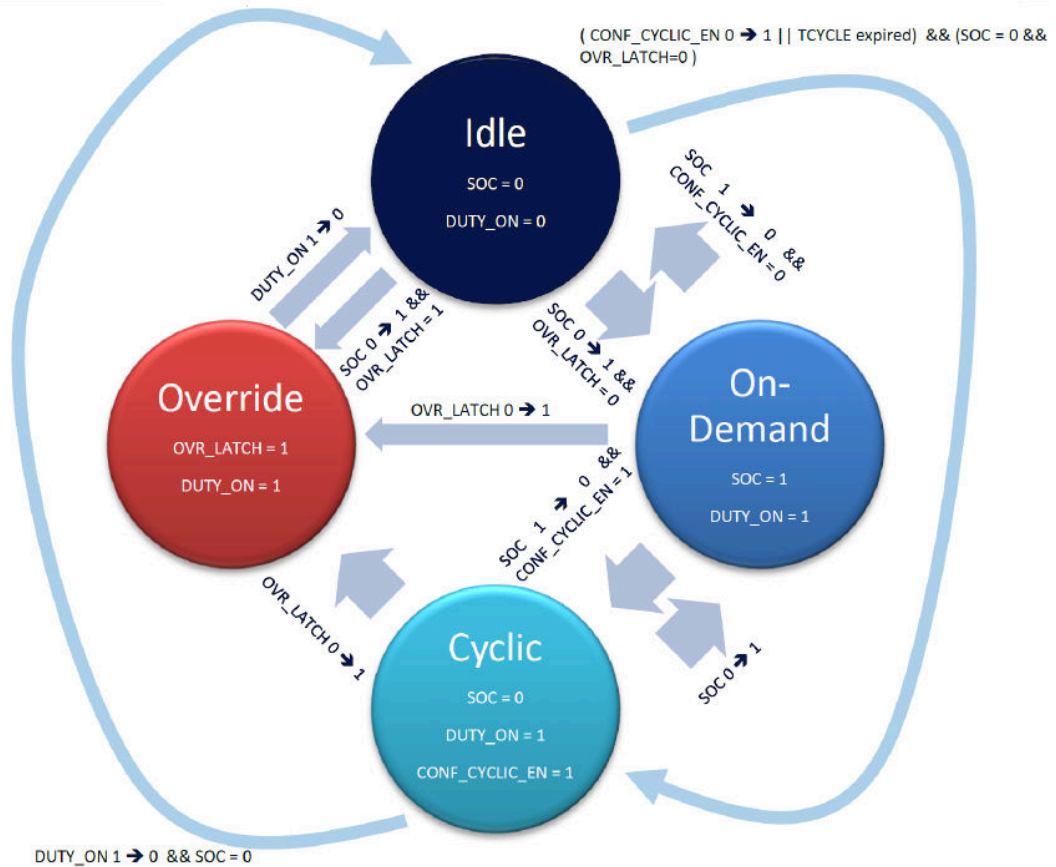 ( CONF_CYCLIC_EN 0 ➔ 1 || TCYCLE expired) && (SOC = 0 &&
OVR_LATCH=0 )
Idle
SOC = 0
DUTY_ON = 0
SOC 1 ➔ 0 &&
CONF_CYCLIC_EN = 0
DUTY_ON 1 ➔ 0
SOC 0 ➔ 1 &&
OVR_LATCH = 1
SOC 0 ➔ 1 &&
OVR_LATCH = 0
Override
OVR_LATCH = 1
DUTY_ON = 1
OVR_LATCH 0 ➔ 1
On-
Demand
SOC = 1
DUTY_ON = 1
SOC 1 ➔ 0 &&
CONF_CYCLIC_EN = 1
OVR_LATCH 0 ➔ 1
SOC 0 ➔ 1
Cyclic
SOC = 0
DUTY_ON = 1
CONF_CYCLIC_EN = 1
DUTY_ON 1 ➔ 0 && SOC = 0